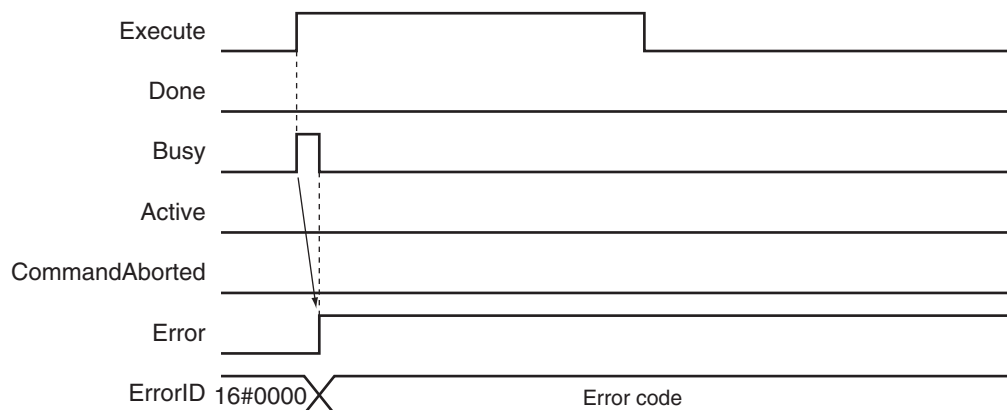 Execute
Done
Busy
Active
CommandAborted
Error
ErrorID 16#0000 Error code